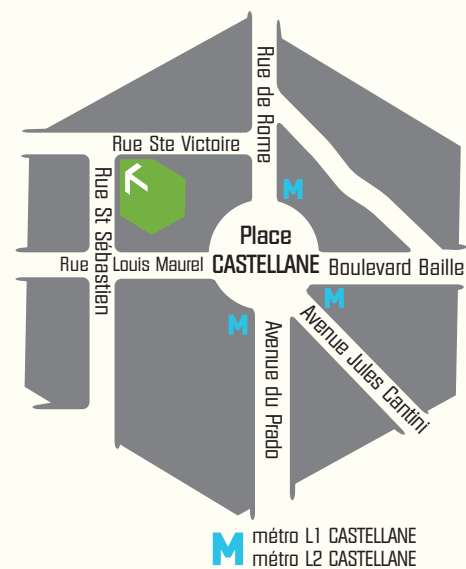 Rue de Rome
Rue Ste Victoire
M
Rue St Sébastien
Place
CASTELLANE
Rue Louis Maurel
Boulevard Baille
M
M
Avenue Jules Cantini
Avenue du Prado
M métro L1 CASTELLANE
métro L2 CASTELLANE